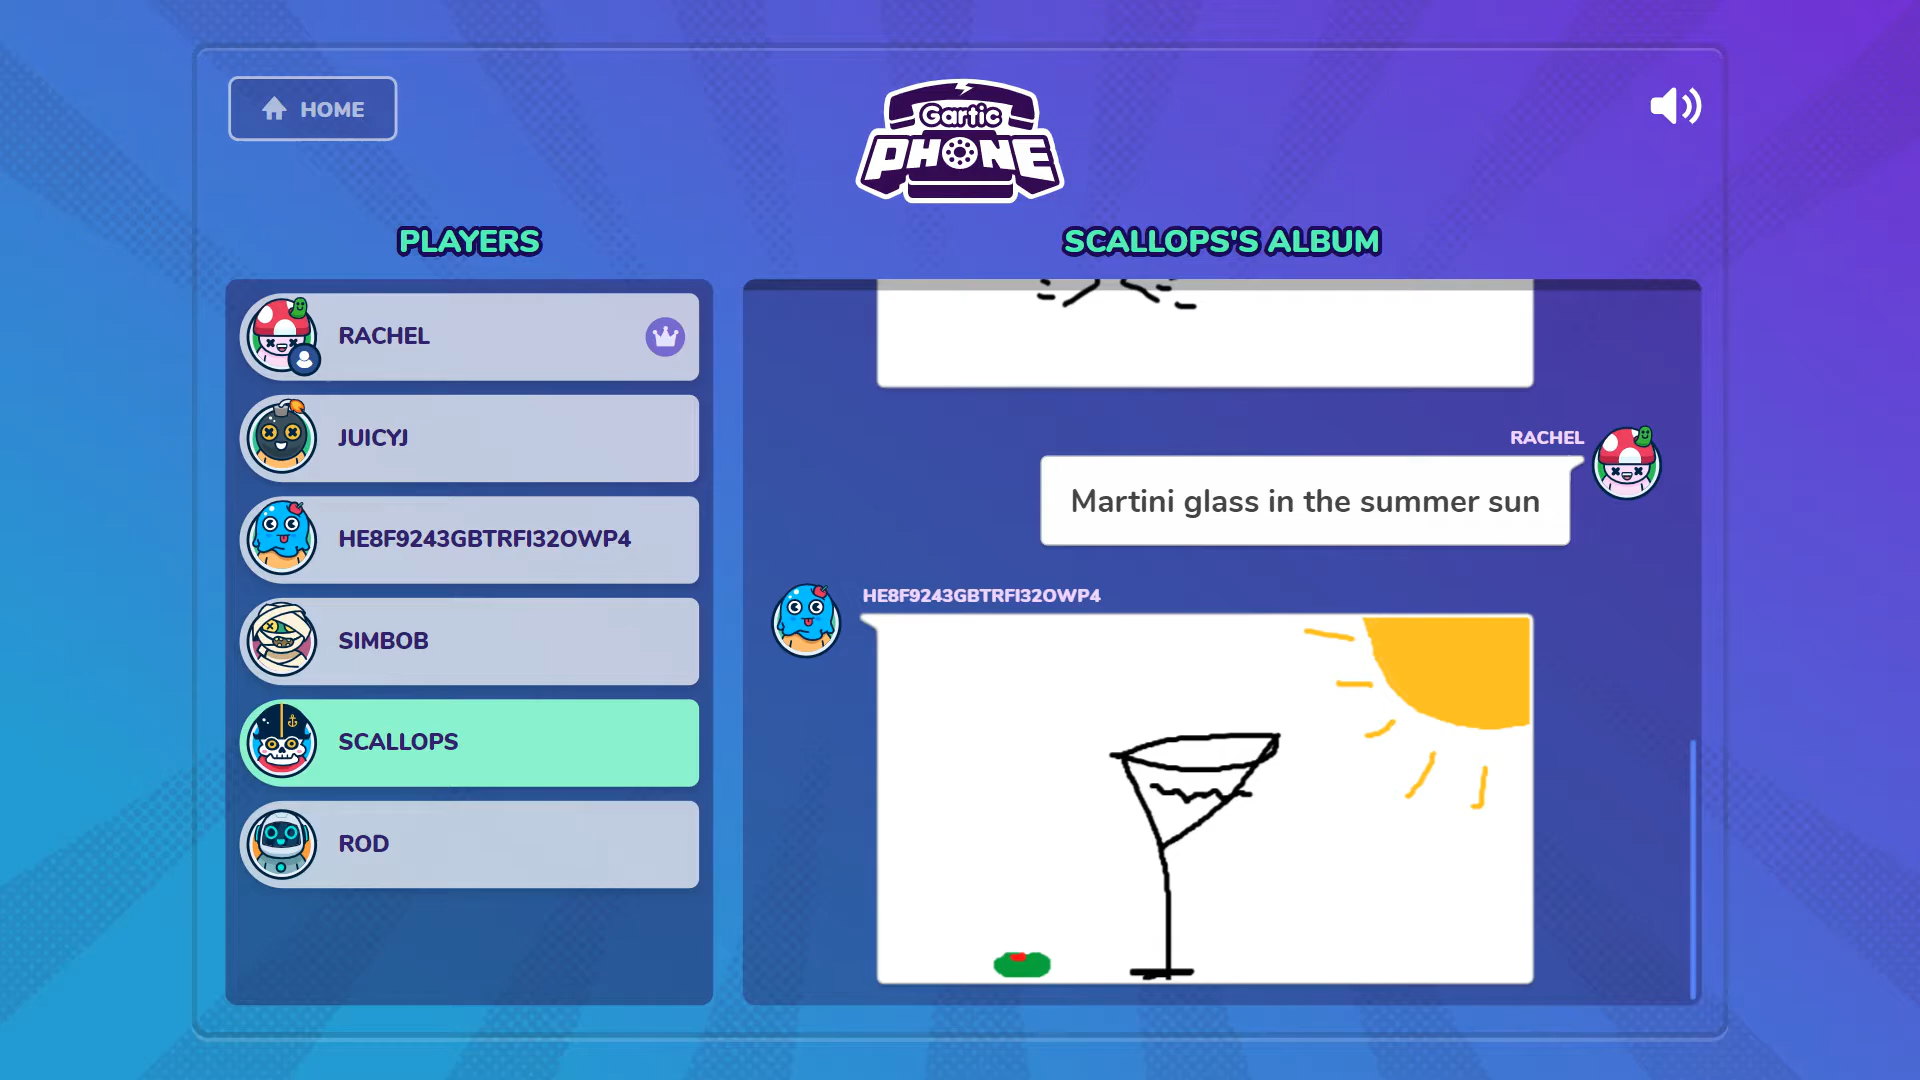 HOME
Gartic
PHONE
PLAYERS
RACHEL
JUICYJ
HE8F9243GBTRFI32OWP4
SIMBOB
SCALLOPS
ROD
SCALLOPS'S ALBUM
RACHEL
Martini glass in the summer sun
HE8F9243GBTRFI32OWP4